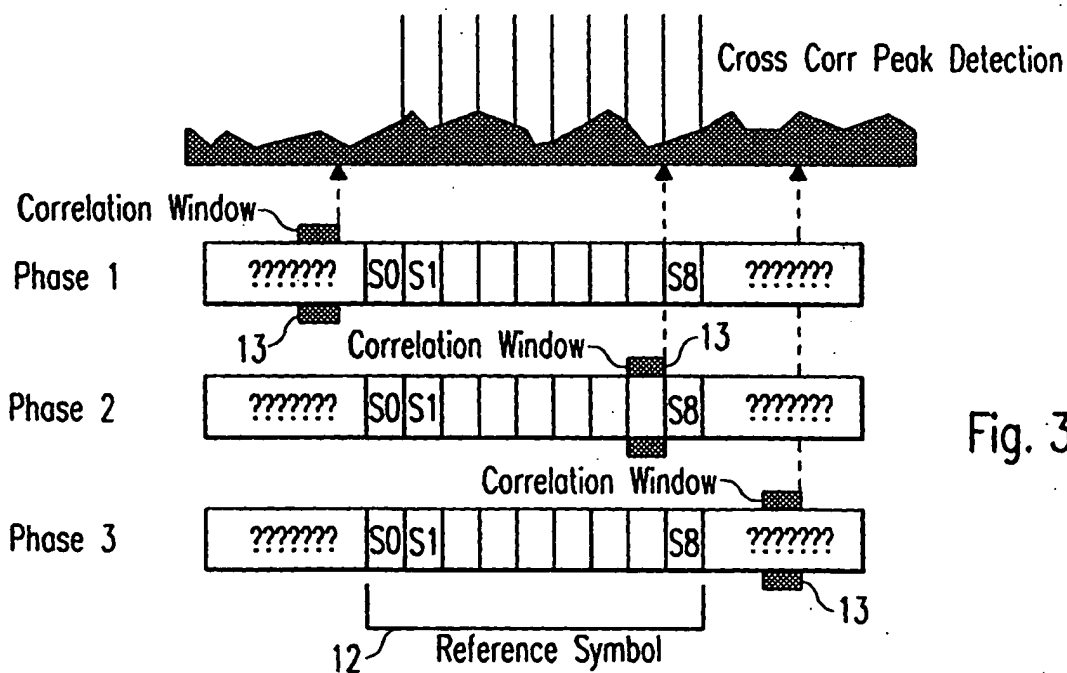 Cross Corr Peak Detection
Correlation Window
Phase 1
??????? S0 S1 S8 ???????
13
Correlation Window
13
Phase 2
??????? S0 S1 S8 ???????
Fig. 3
Correlation Window
Phase 3
??????? S0 S1 S8 ???????
13
12
Reference Symbol